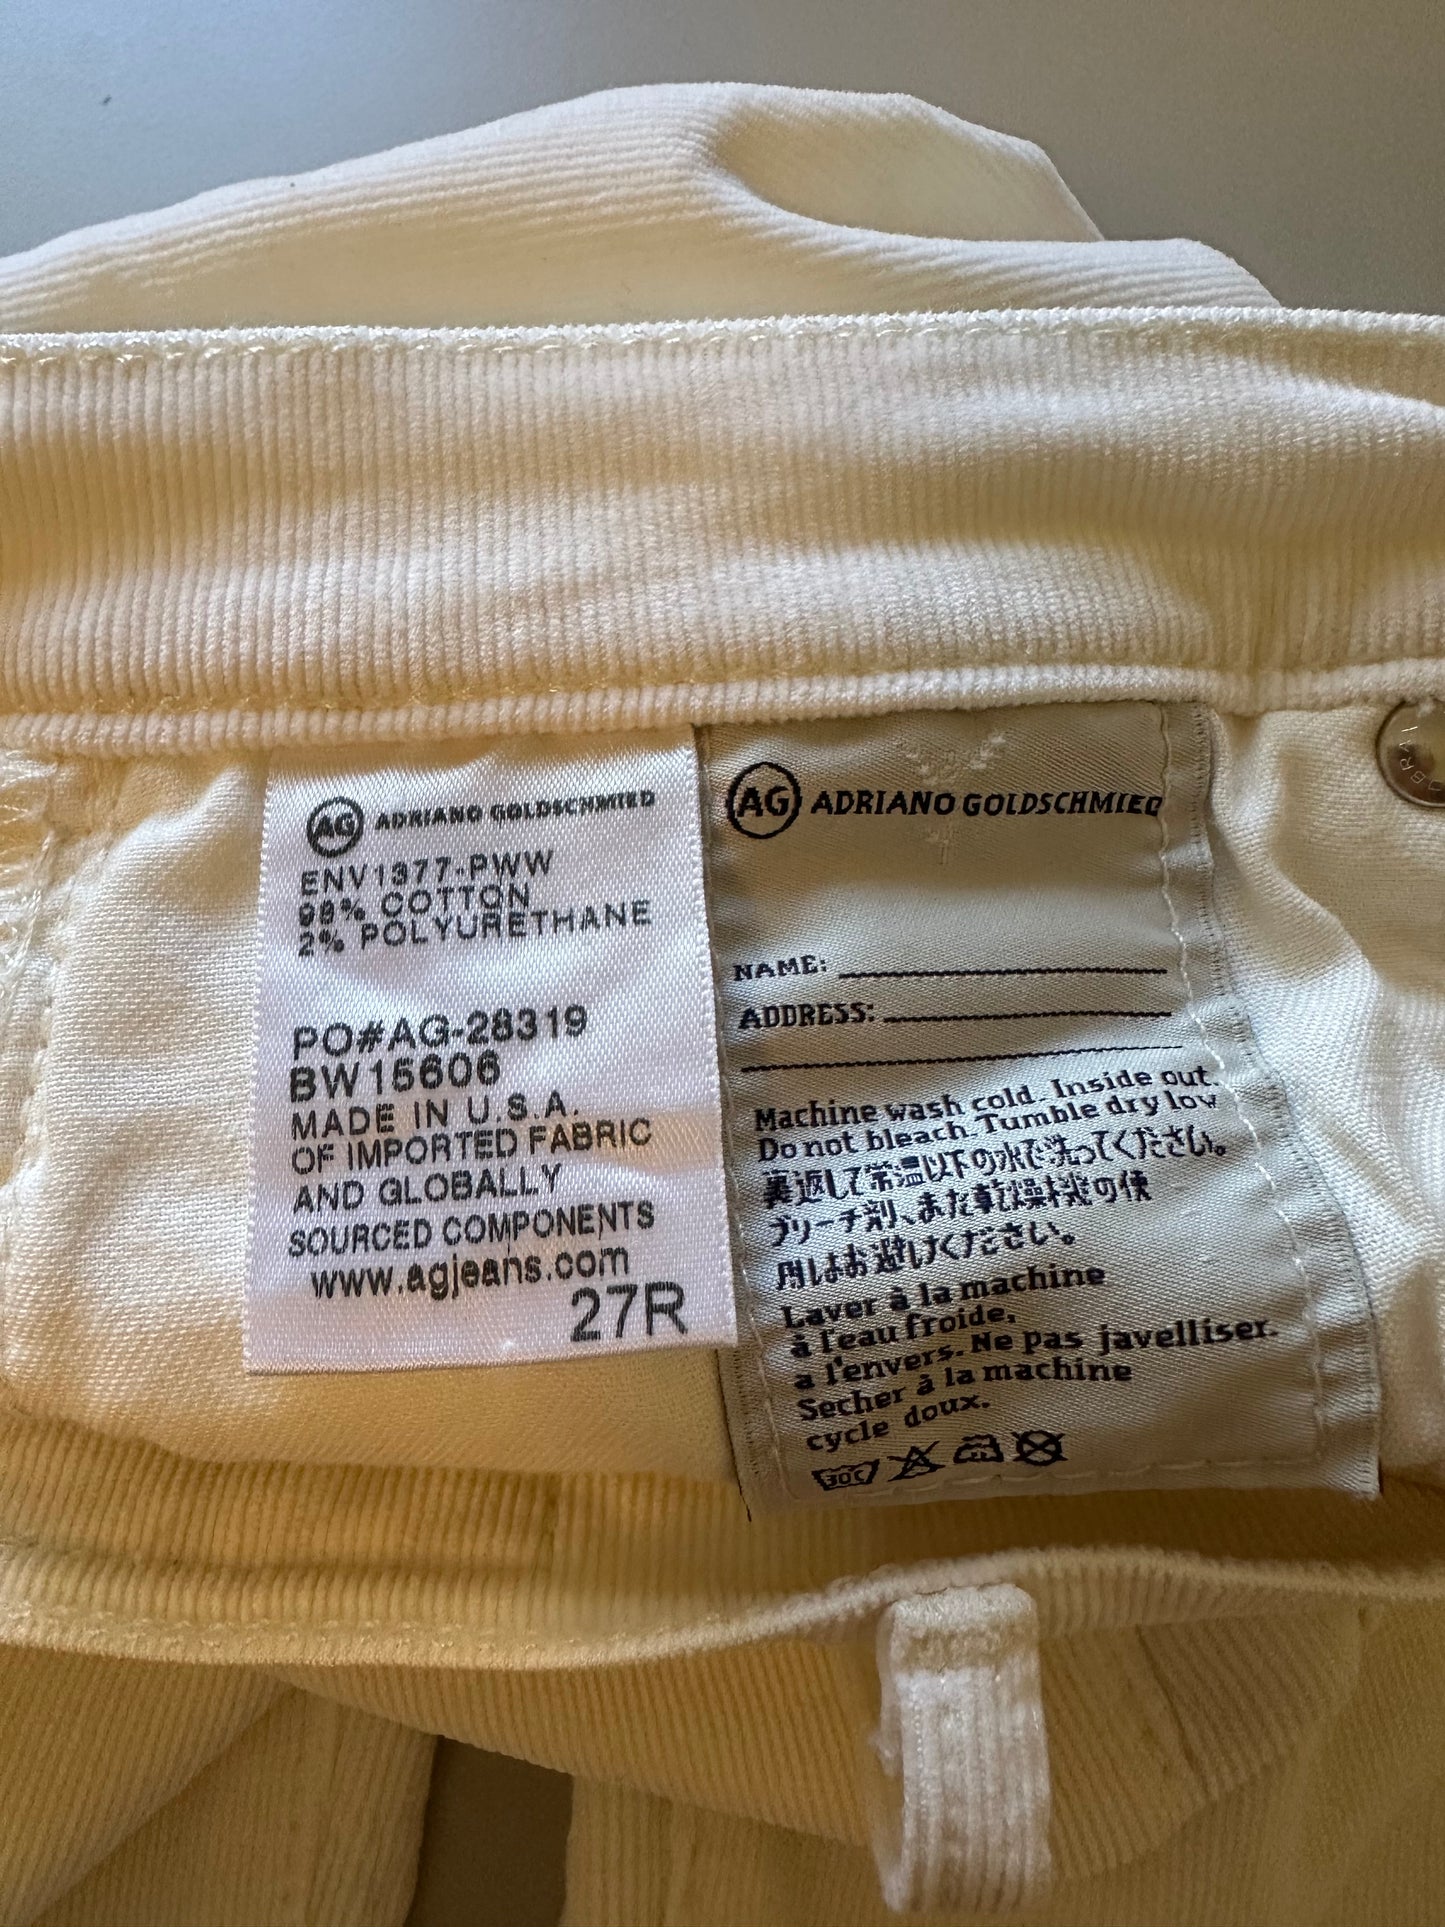 AG ADRIANO GOLDSCHMIED
ENV1377-PWW
98% COTTON
2% POLYURETHANE
PO#AG-28319
BW15606
MADE IN U.S.A.
OF IMPORTED FABRIC
AND GLOBALLY
SOURCED COMPONENTS
www.agjeans.com
27R
AG ADRIANO GOLDSCHMIED
NAME:
ADDRESS:
Machine wash cold. Inside out.
Do not bleach. Tumble dry low
裏返して常温以下の水で洗ってください。
ブリーチ剤、また乾燥機の使
用はお避けください。
Laver à la machine
à l'eau froide,
a l'envers. Ne pas javelliser.
Secher à la machine
cycle doux.
30C